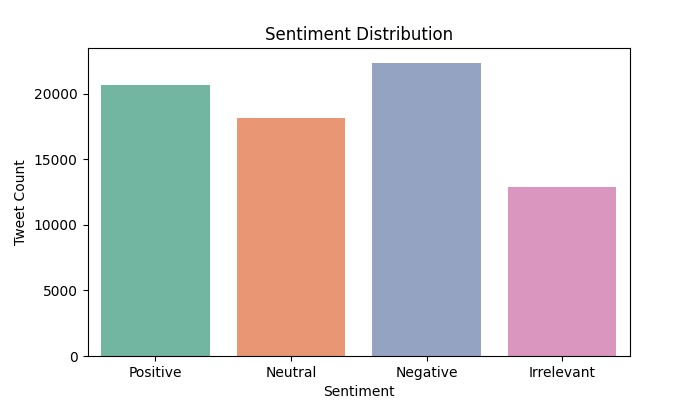 Sentiment Distribution
Tweet Count
20000
15000
10000
5000
0
Positive Neutral Negative Irrelevant
Sentiment